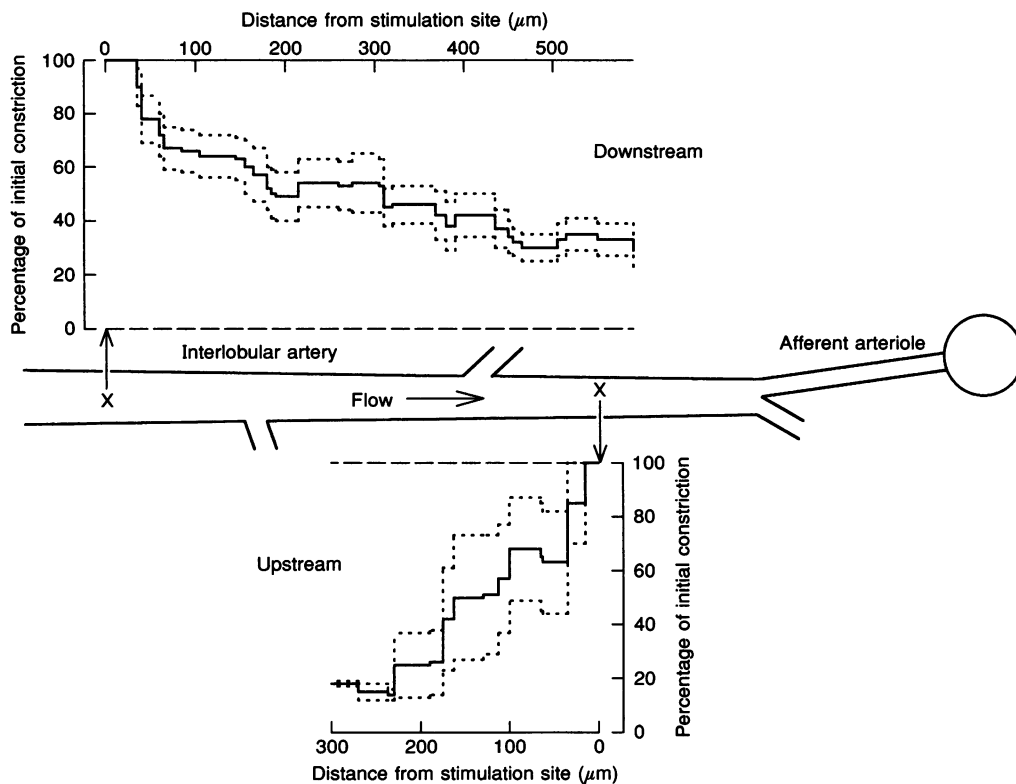 Distance from stimulation site (μm)
0 100 200 300 400 500
Percentage of initial constriction
100
80
60
40
20
0
Downstream
Interlobular artery
Afferent arteriole
X
Flow
X
Upstream
100
80
60
40
20
0
Percentage of initial constriction
300 200 100 0
Distance from stimulation site (μm)